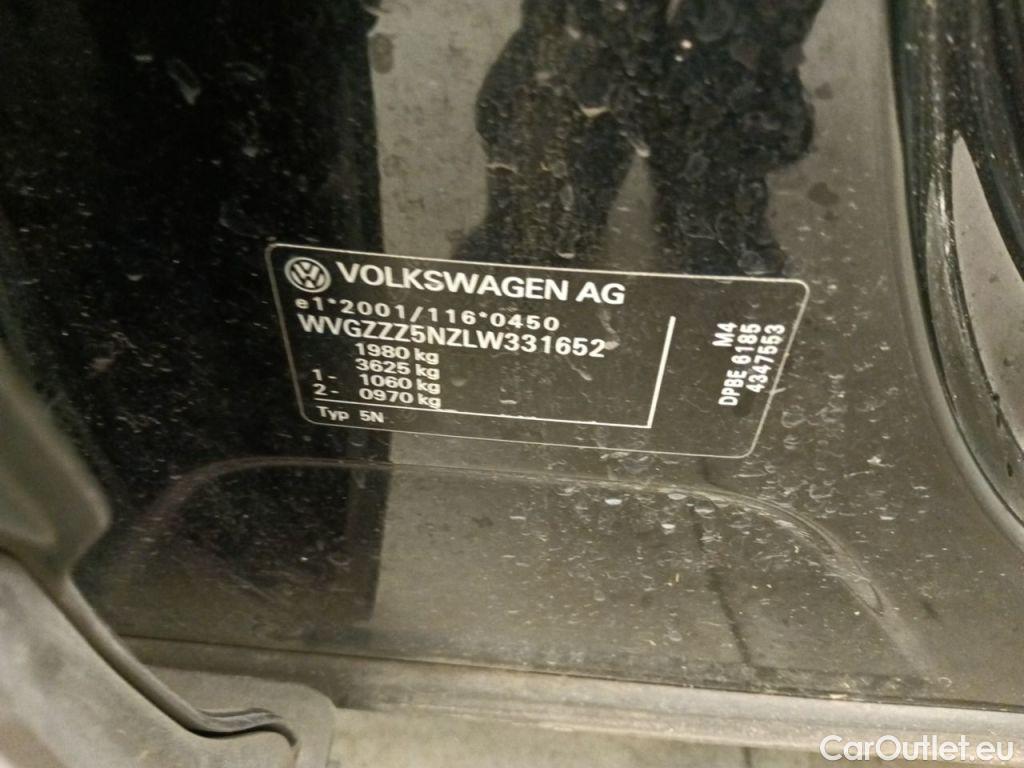 VOLKSWAGEN AG
e1*2001/116*0450
WVGZZZ5NZLW331652
1980 kg
3625 kg
1 - 1060 kg
2 - 0970 kg
Typ 5N
M4
DPBE 6185
4347553
CarOutlet.eu